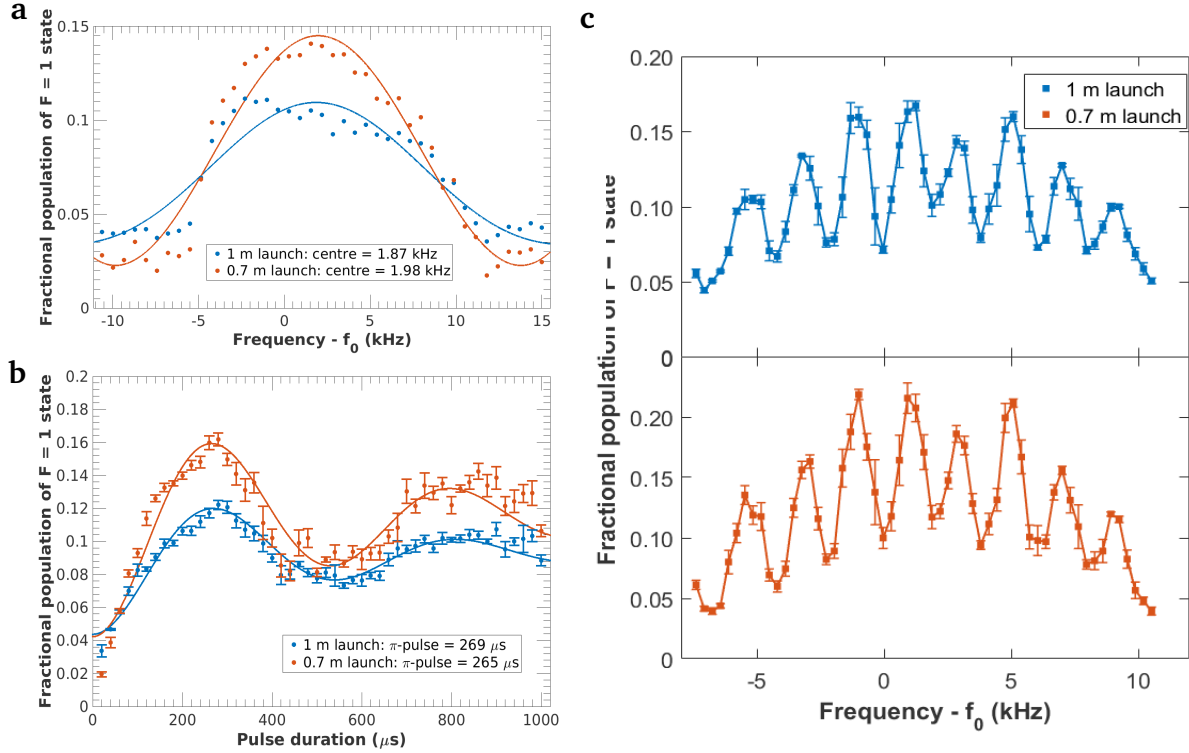 a
Fractional population of F = 1 state
0.15
0.1
0.05
0
1 m launch: centre = 1.87 kHz
0.7 m launch: centre = 1.98 kHz
-10 -5 0 5 10 15
Frequency - f0 (kHz)
b
Fractional population of F = 1 state
0.2
0.18
0.16
0.14
0.12
0.1
0.08
0.06
0.04
0.02
0
1 m launch: π-pulse = 269 μs
0.7 m launch: π-pulse = 265 μs
0 200 400 600 800 1000
Pulse duration (μs)
c
Fractional population of F = 1 state
0.20
0.15
0.10
0.05
0
1 m launch
0.7 m launch
0.20
0.15
0.10
0.05
0
-5 0 5 10
Frequency - f0 (kHz)